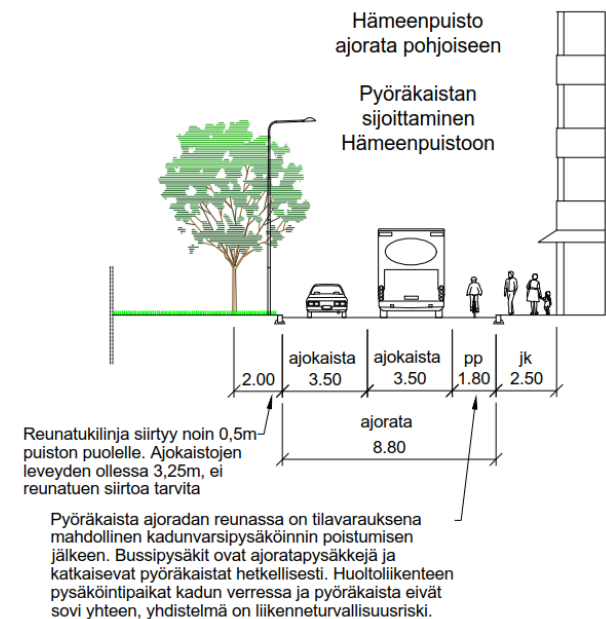 Hämeenpuisto
ajorata pohjoiseen
Pyöräkaistan
sijoittaminen
Hämeenpuistoon
ajokaista
ajokaista
pp
jk
2.00
3.50
3.50
1.80
2.50
ajorata
8.80
Reunatukilinja siirtyy noin 0,5m
puiston puolelle. Ajokaistojen
leveyden ollessa 3,25m, ei
reunatuen siirtoa tarvita
Pyöräkaista ajoradan reunassa on tilavarauksena
mahdollinen kadunvarsipysäköinnin poistumisen
jälkeen. Bussipysäkit ovat ajoratapysäkkejä ja
katkaisevat pyöräkaistat hetkellisesti. Huoltoliikenteen
pysäköintipaikat kadun verressa ja pyöräkaista eivät
sovi yhteen, yhdistelmä on liikenneturvallisuusriski.